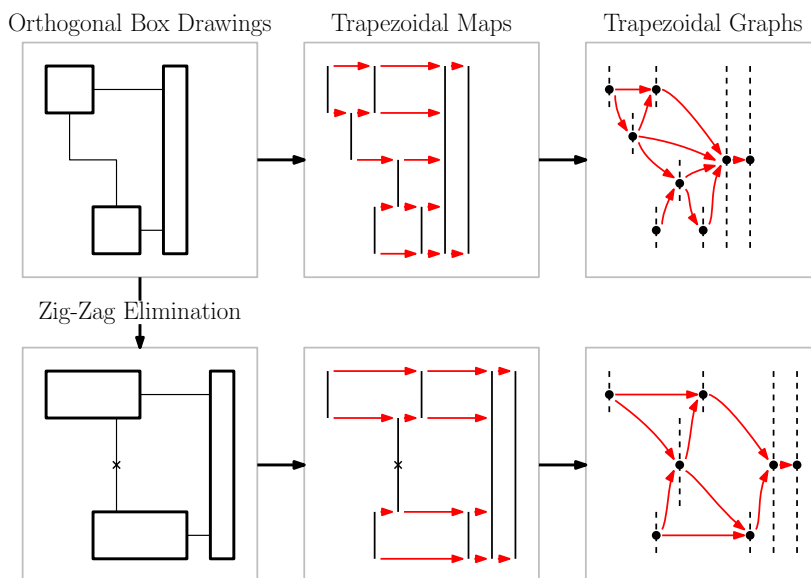 Orthogonal Box Drawings
Trapezoidal Maps
Trapezoidal Graphs
Zig-Zag Elimination